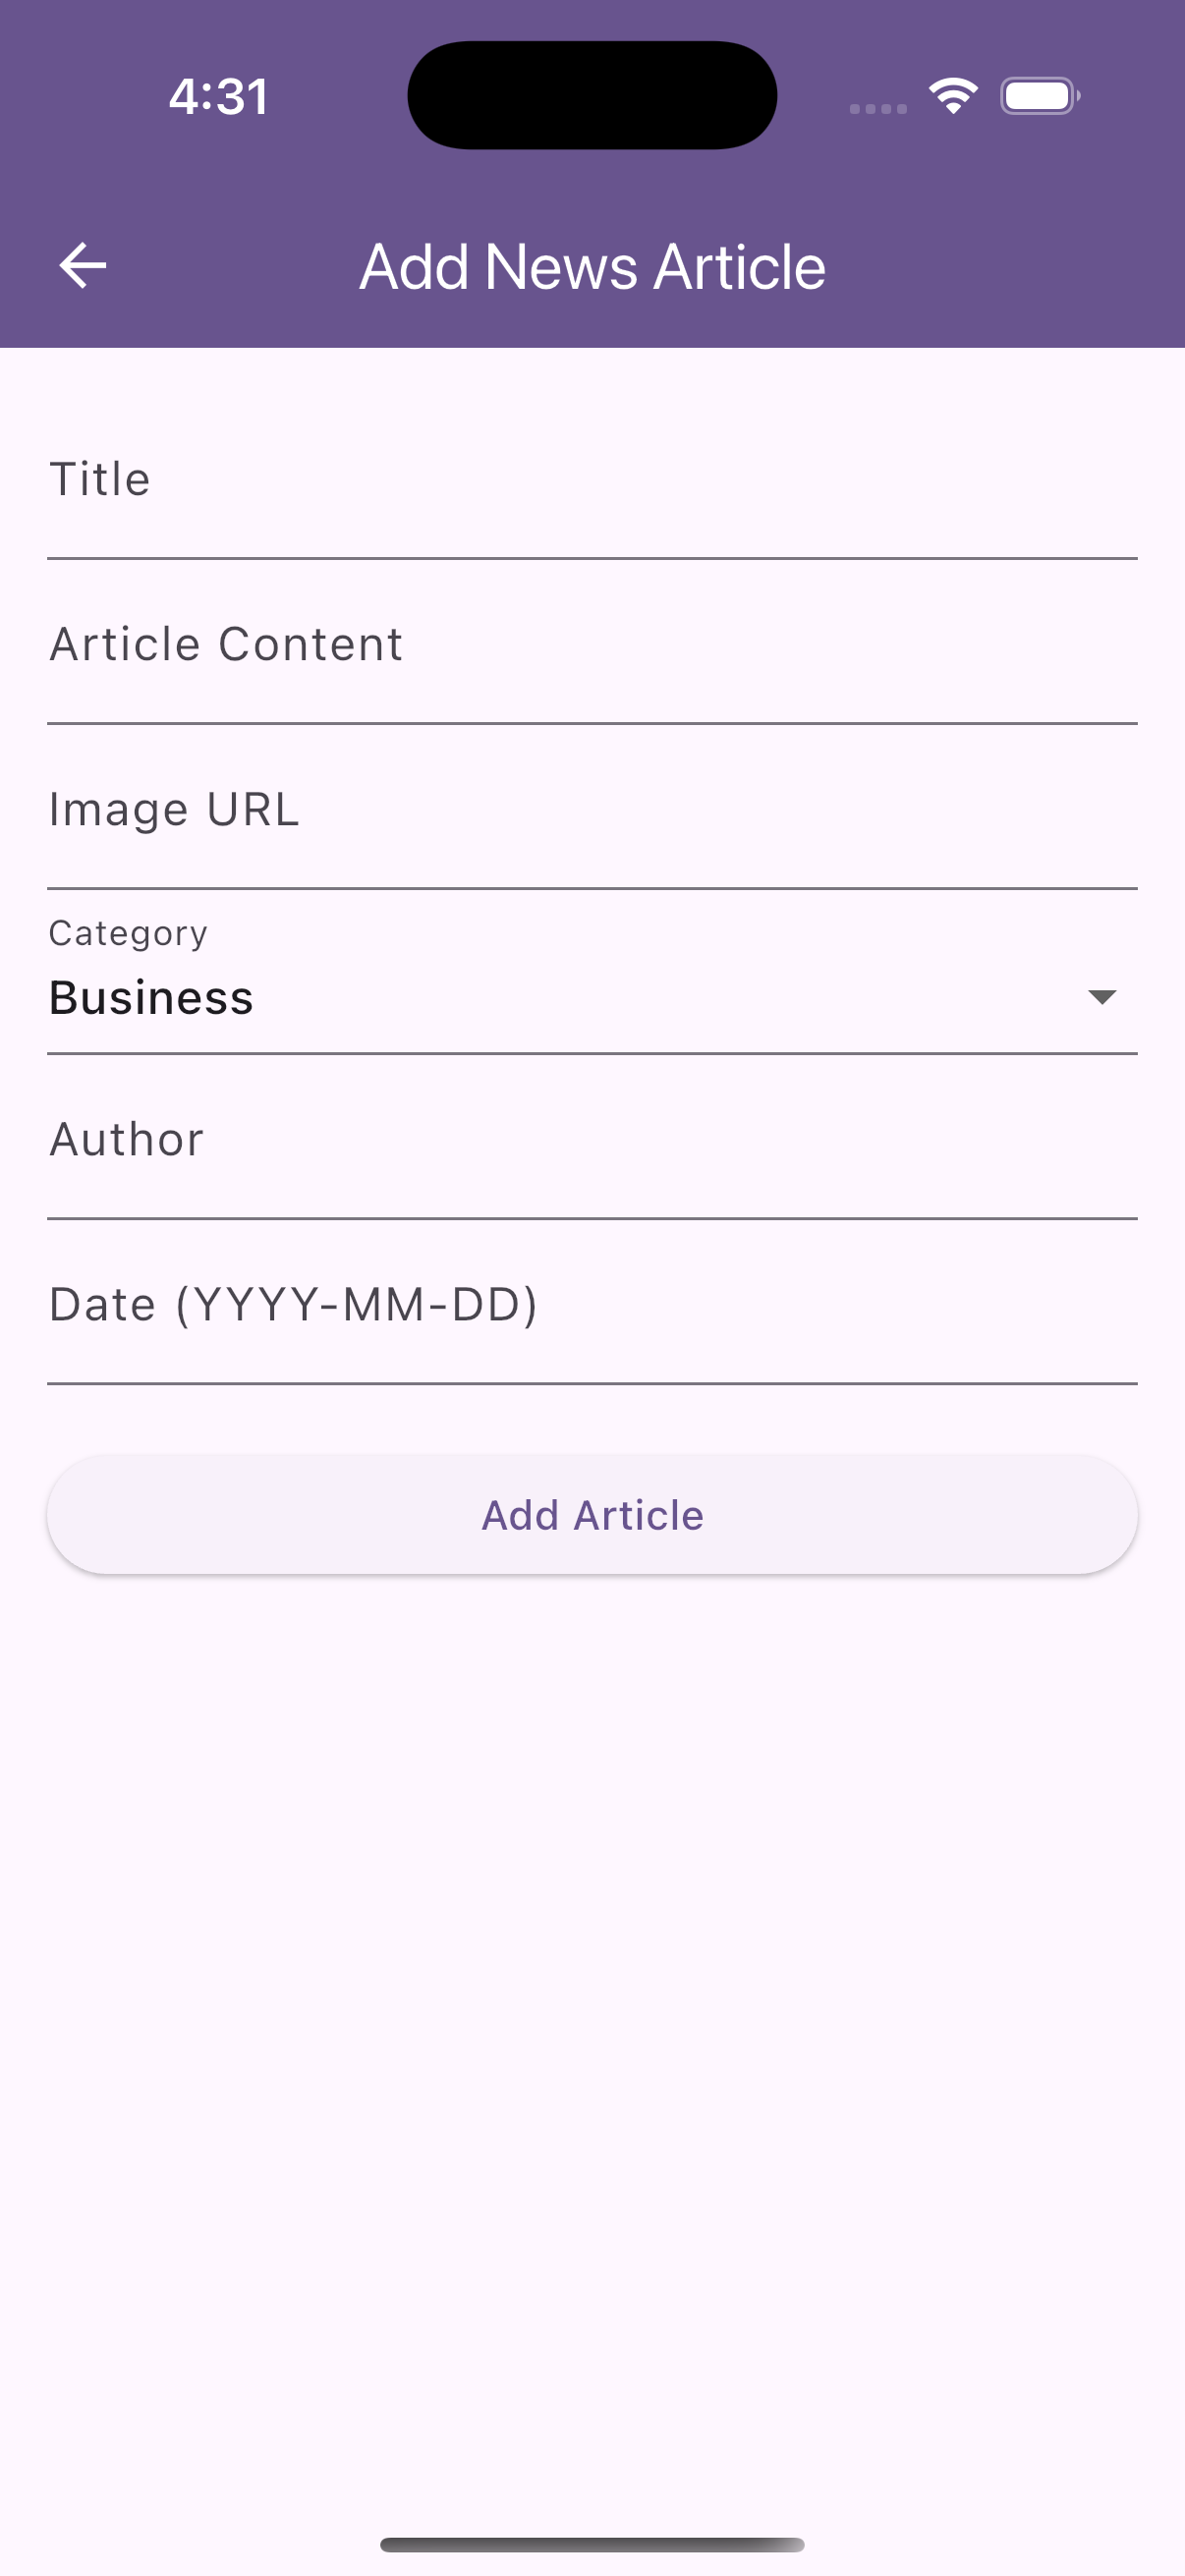 4:31
Add News Article
Title
Article Content
Image URL
Category
Business
Author
Date (YYYY-MM-DD)
Add Article